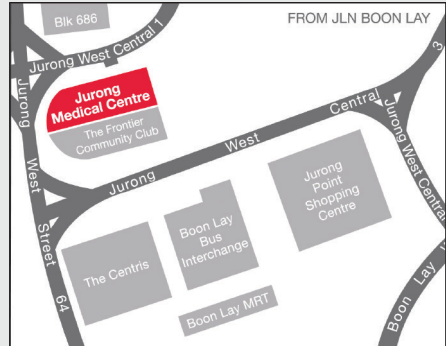 Blk 686
FROM JLN BOON LAY
Jurong West Central 1
Jurong
Medical Centre
The Frontier
Community Club
Jurong West Street 64
Jurong West Central
3
Jurong West Central
Jurong
Point
Shopping
Centre
Boon Lay
Bus
Interchange
The Centris
Boon Lay MRT
Boon Lay